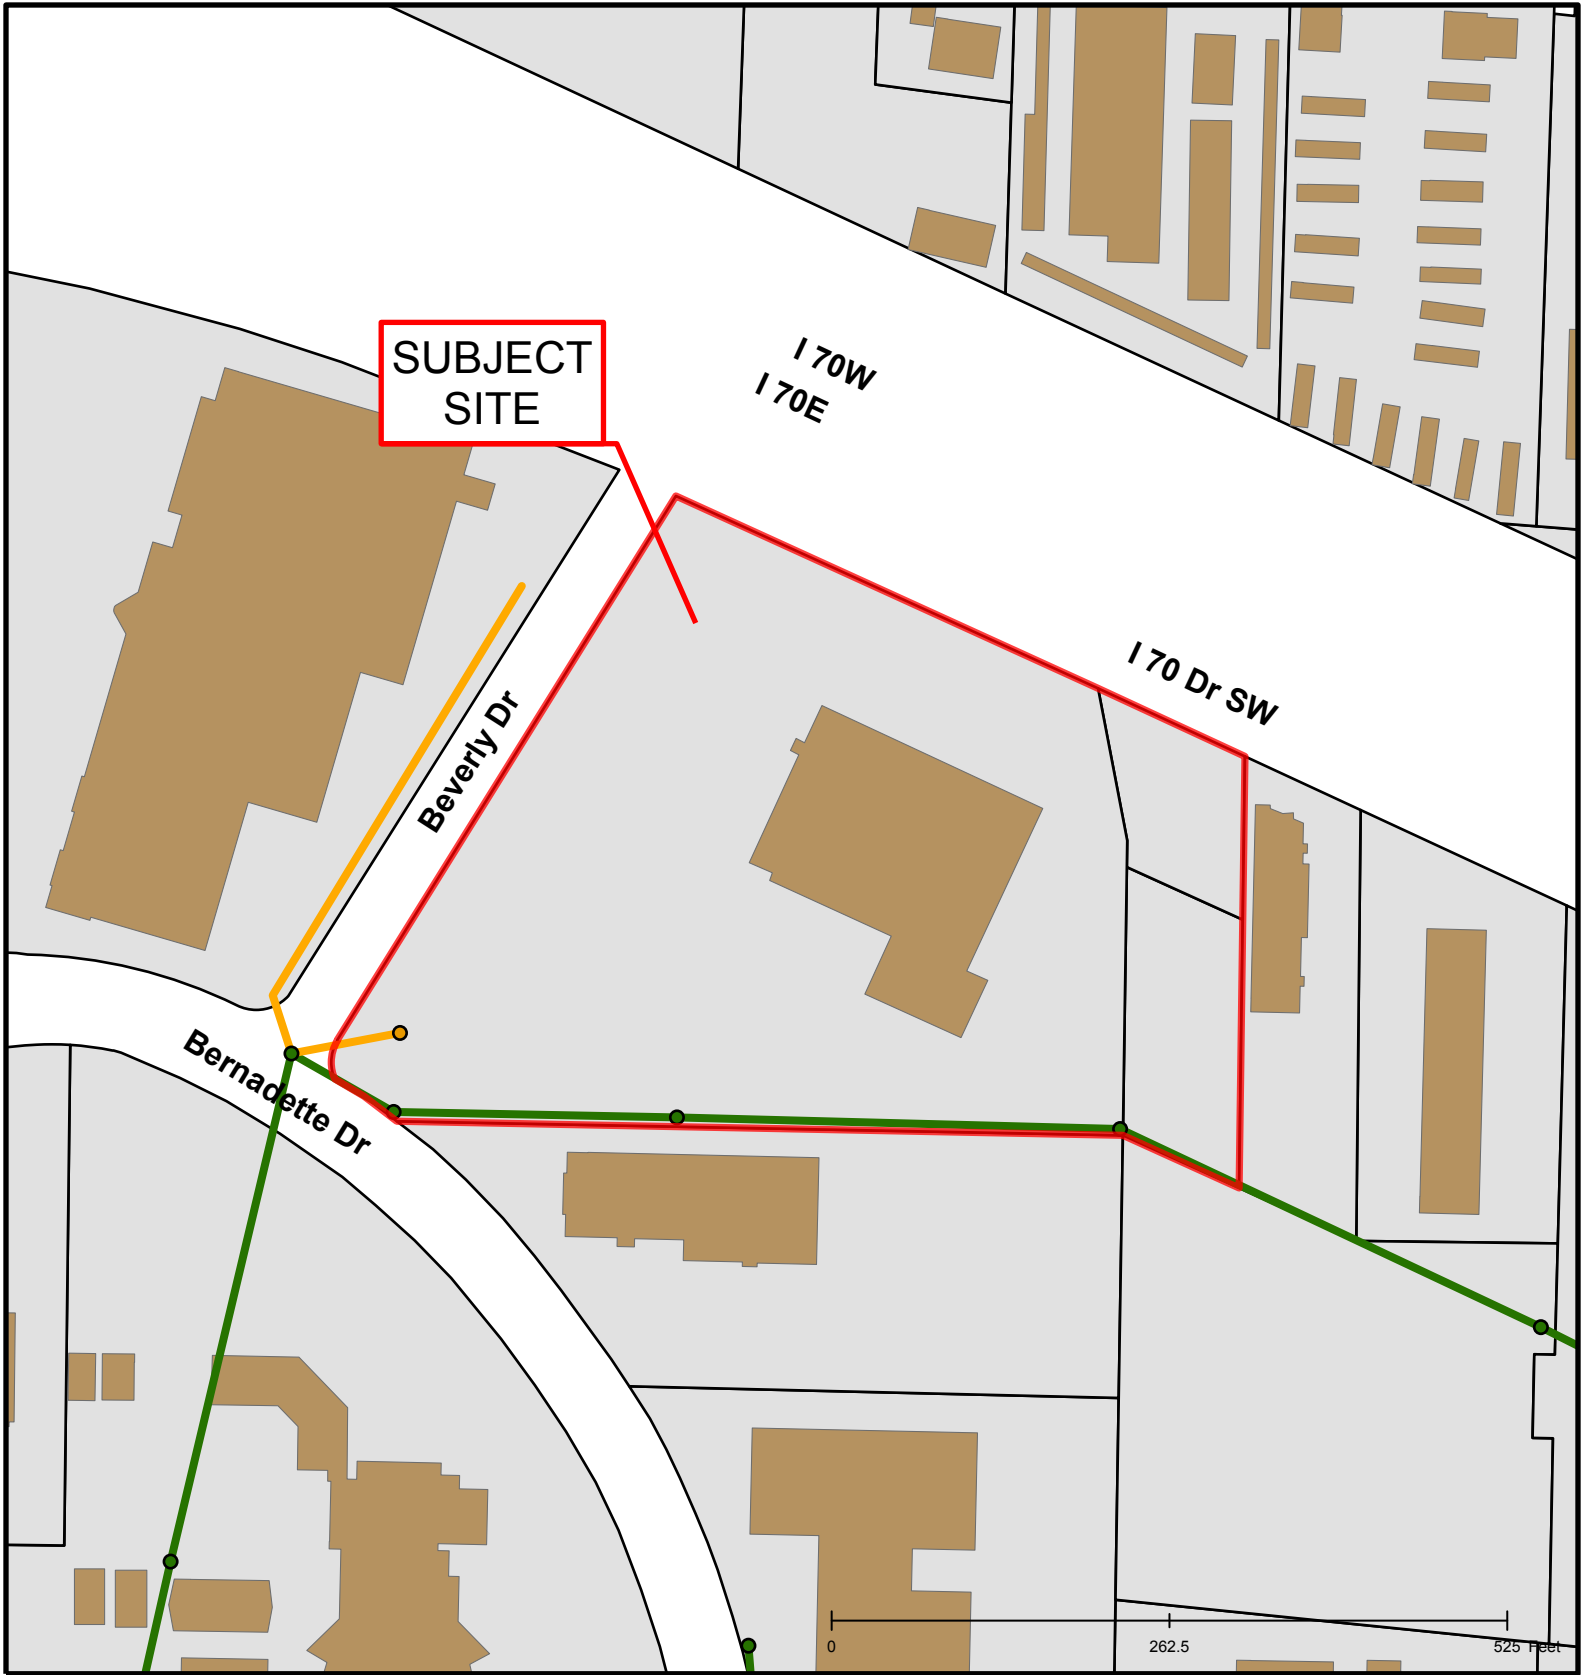 I 70W
I 70E
SUBJECT
SITE
I 70 Dr SW
Beverly Dr
Bernadette Dr
0 262.5 525 Feet